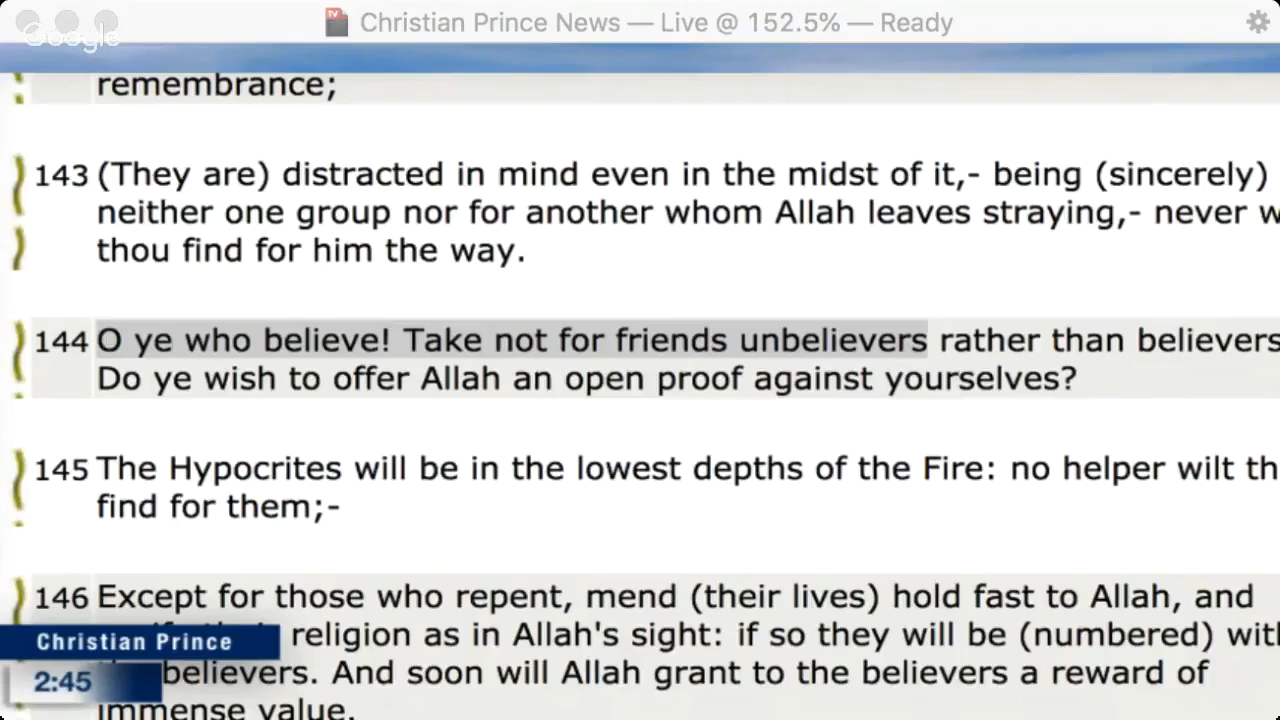 Christian Prince News — Live @ 152.5% — Ready
Google
remembrance;
143 (They are) distracted in mind even in the midst of it,- being (sincerely)
neither one group nor for another whom Allah leaves straying,- never
thou find for him the way.
144 O ye who believe! Take not for friends unbelievers rather than believers
Do ye wish to offer Allah an open proof against yourselves?
145 The Hypocrites will be in the lowest depths of the Fire: no helper wilt th
find for them;-
146 Except for those who repent, mend (their lives) hold fast to Allah, and
religion as in Allah's sight: if so they will be (numbered) with
believers. And soon will Allah grant to the believers a reward of
immense value.
Christian Prince
2:45